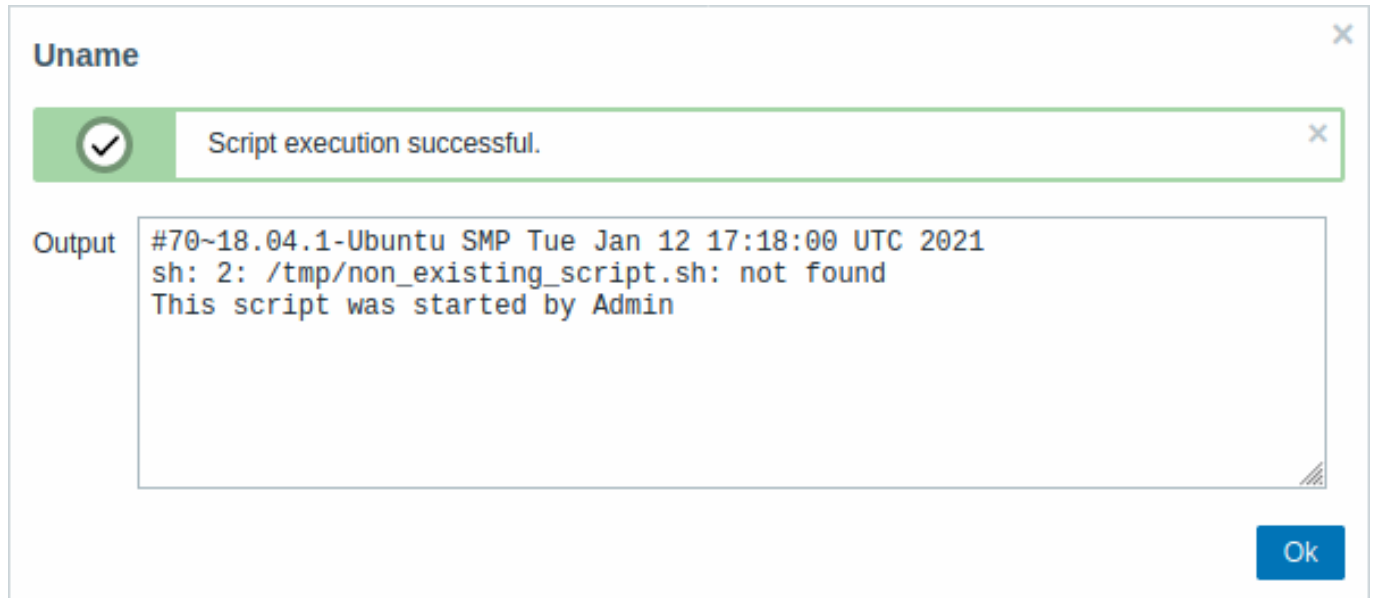 Uname
Script execution successful.
Output
#70~18.04.1-Ubuntu SMP Tue Jan 12 17:18:00 UTC 2021
sh: 2: /tmp/non_existing_script.sh: not found
This script was started by Admin
Ok